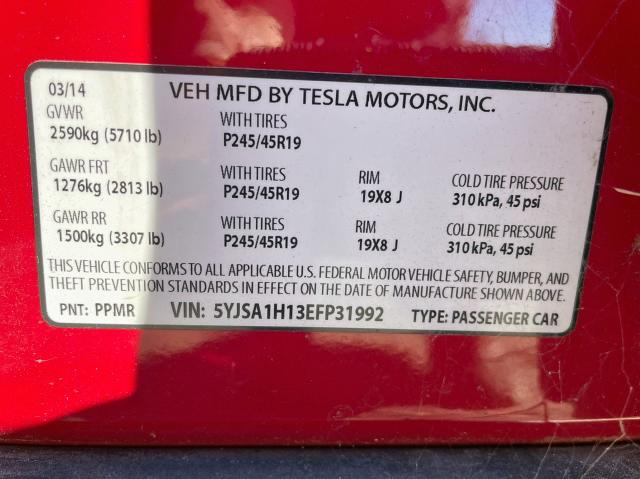 03/14 VEH MFD BY TESLA MOTORS, INC.
GVWR WITH TIRES
2590kg (5710 lb) P245/45R19
GAWR FRT WITH TIRES RIM COLD TIRE PRESSURE
1276kg (2813 lb) P245/45R19 19X8 J 310 kPa, 45 psi
GAWR RR WITH TIRES RIM COLD TIRE PRESSURE
1500kg (3307 lb) P245/45R19 19X8 J 310 kPa, 45 psi
THIS VEHICLE CONFORMS TO ALL APPLICABLE U.S. FEDERAL MOTOR VEHICLE SAFETY, BUMPER, AND
THEFT PREVENTION STANDARDS IN EFFECT ON THE DATE OF MANUFACTURE SHOWN ABOVE.
PNT: PPMR VIN: 5YJSA1H13EFP31992 TYPE: PASSENGER CAR